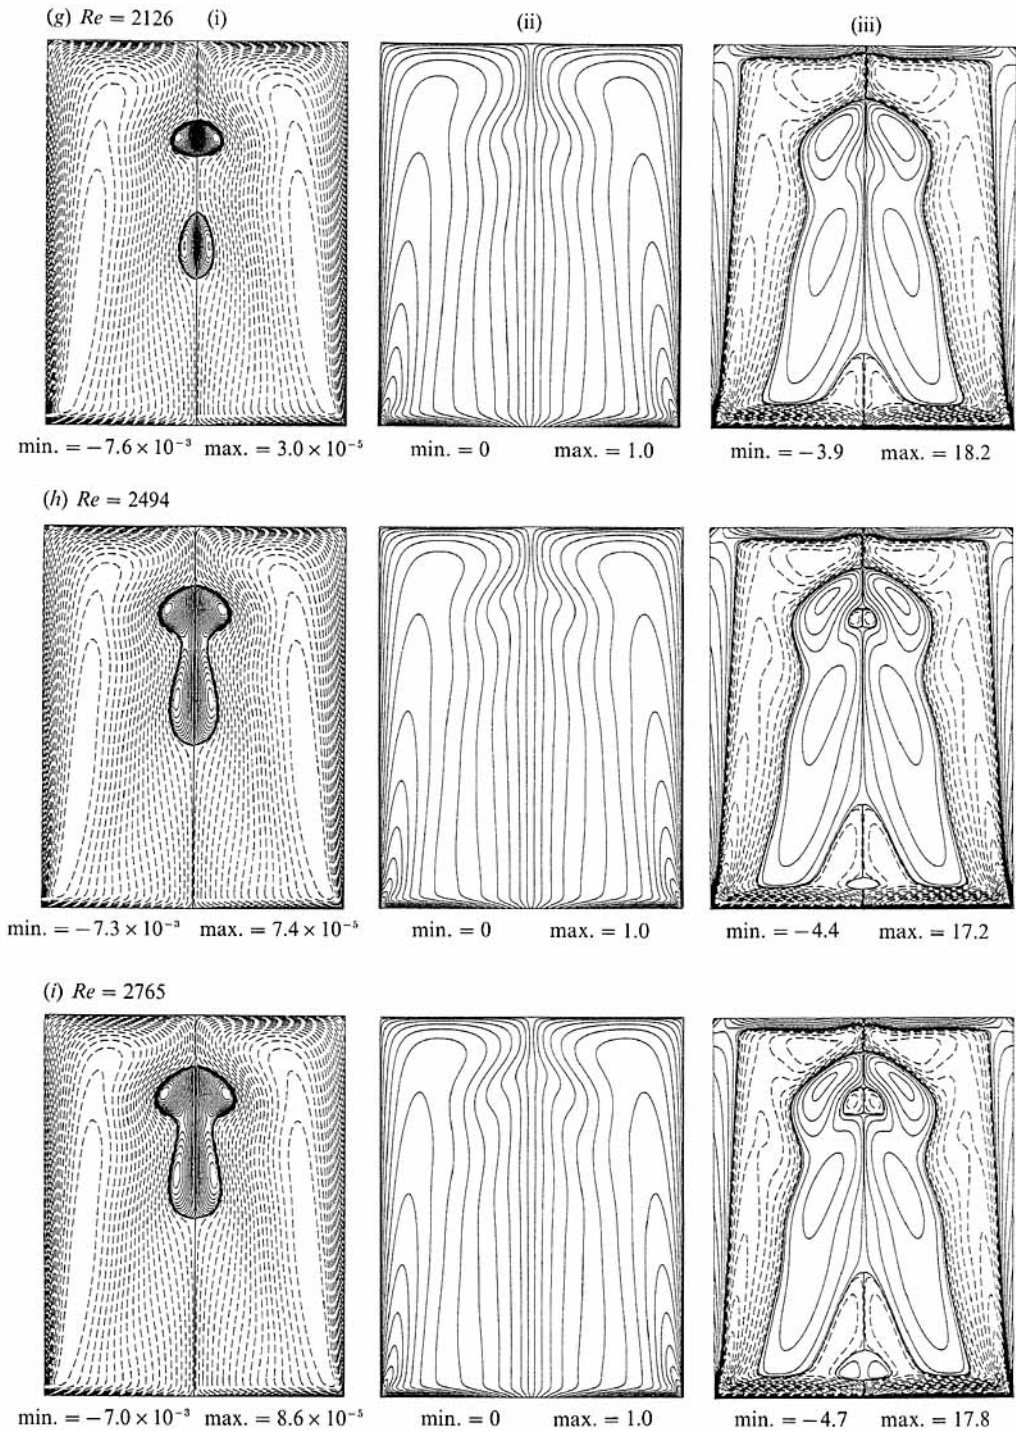 (g) Re = 2126 (i) (ii) (iii)
min. = −7.6 × 10⁻³ max. = 3.0 × 10⁻⁵ min. = 0 max. = 1.0 min. = −3.9 max. = 18.2
(h) Re = 2494
min. = −7.3 × 10⁻³ max. = 7.4 × 10⁻⁵ min. = 0 max. = 1.0 min. = −4.4 max. = 17.2
(i) Re = 2765
min. = −7.0 × 10⁻³ max. = 8.6 × 10⁻⁵ min. = 0 max. = 1.0 min. = −4.7 max. = 17.8